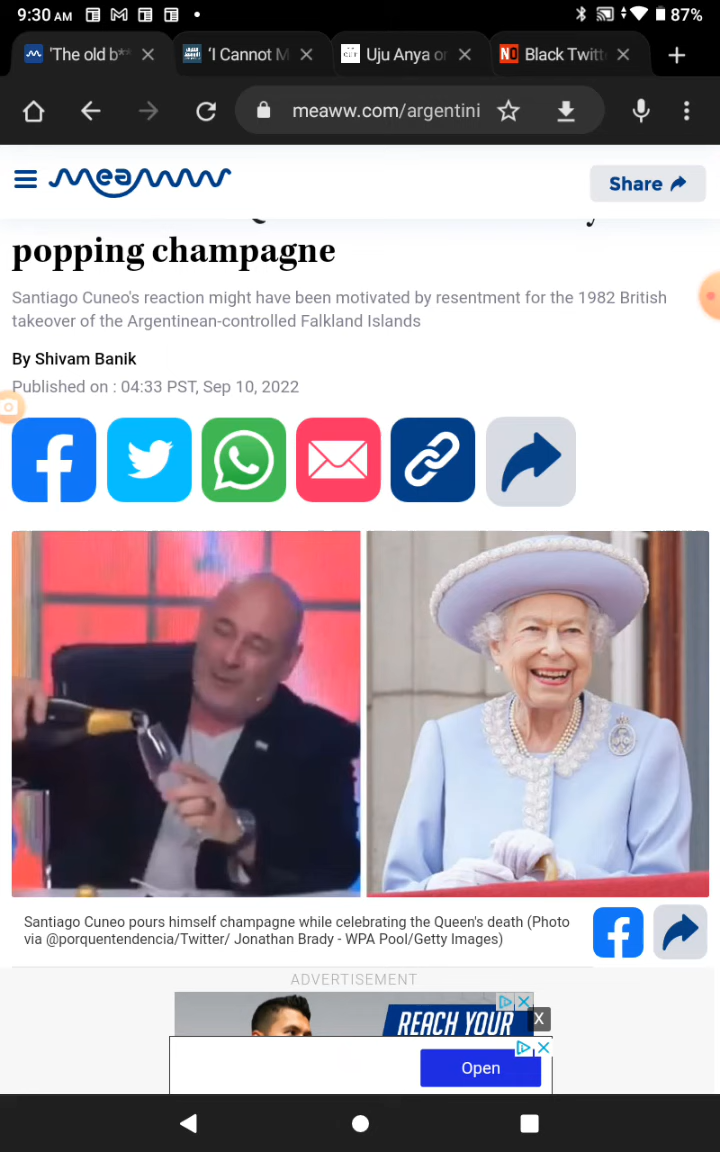 9:30 AM
87%
'The old b**
'I Cannot M
Uju Anya or
NO
Black Twitt
meaww.com/argentini
meaww
Share
popping champagne
Santiago Cuneo's reaction might have been motivated by resentment for the 1982 British
takeover of the Argentinean-controlled Falkland Islands
By Shivam Banik
Published on : 04:33 PST, Sep 10, 2022
Santiago Cuneo pours himself champagne while celebrating the Queen's death (Photo
via @porquentendencia/Twitter/ Jonathan Brady - WPA Pool/Getty Images)
ADVERTISEMENT
REACH YOUR
X
Open